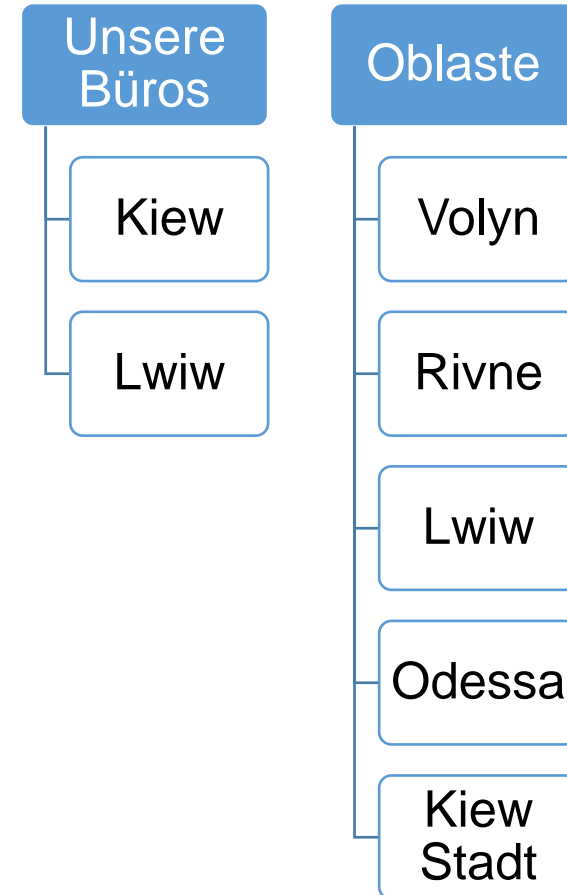 Unsere
Büros
Kiew
Lwiw
Oblaste
Volyn
Rivne
Lwiw
Odessa
Kiew
Stadt